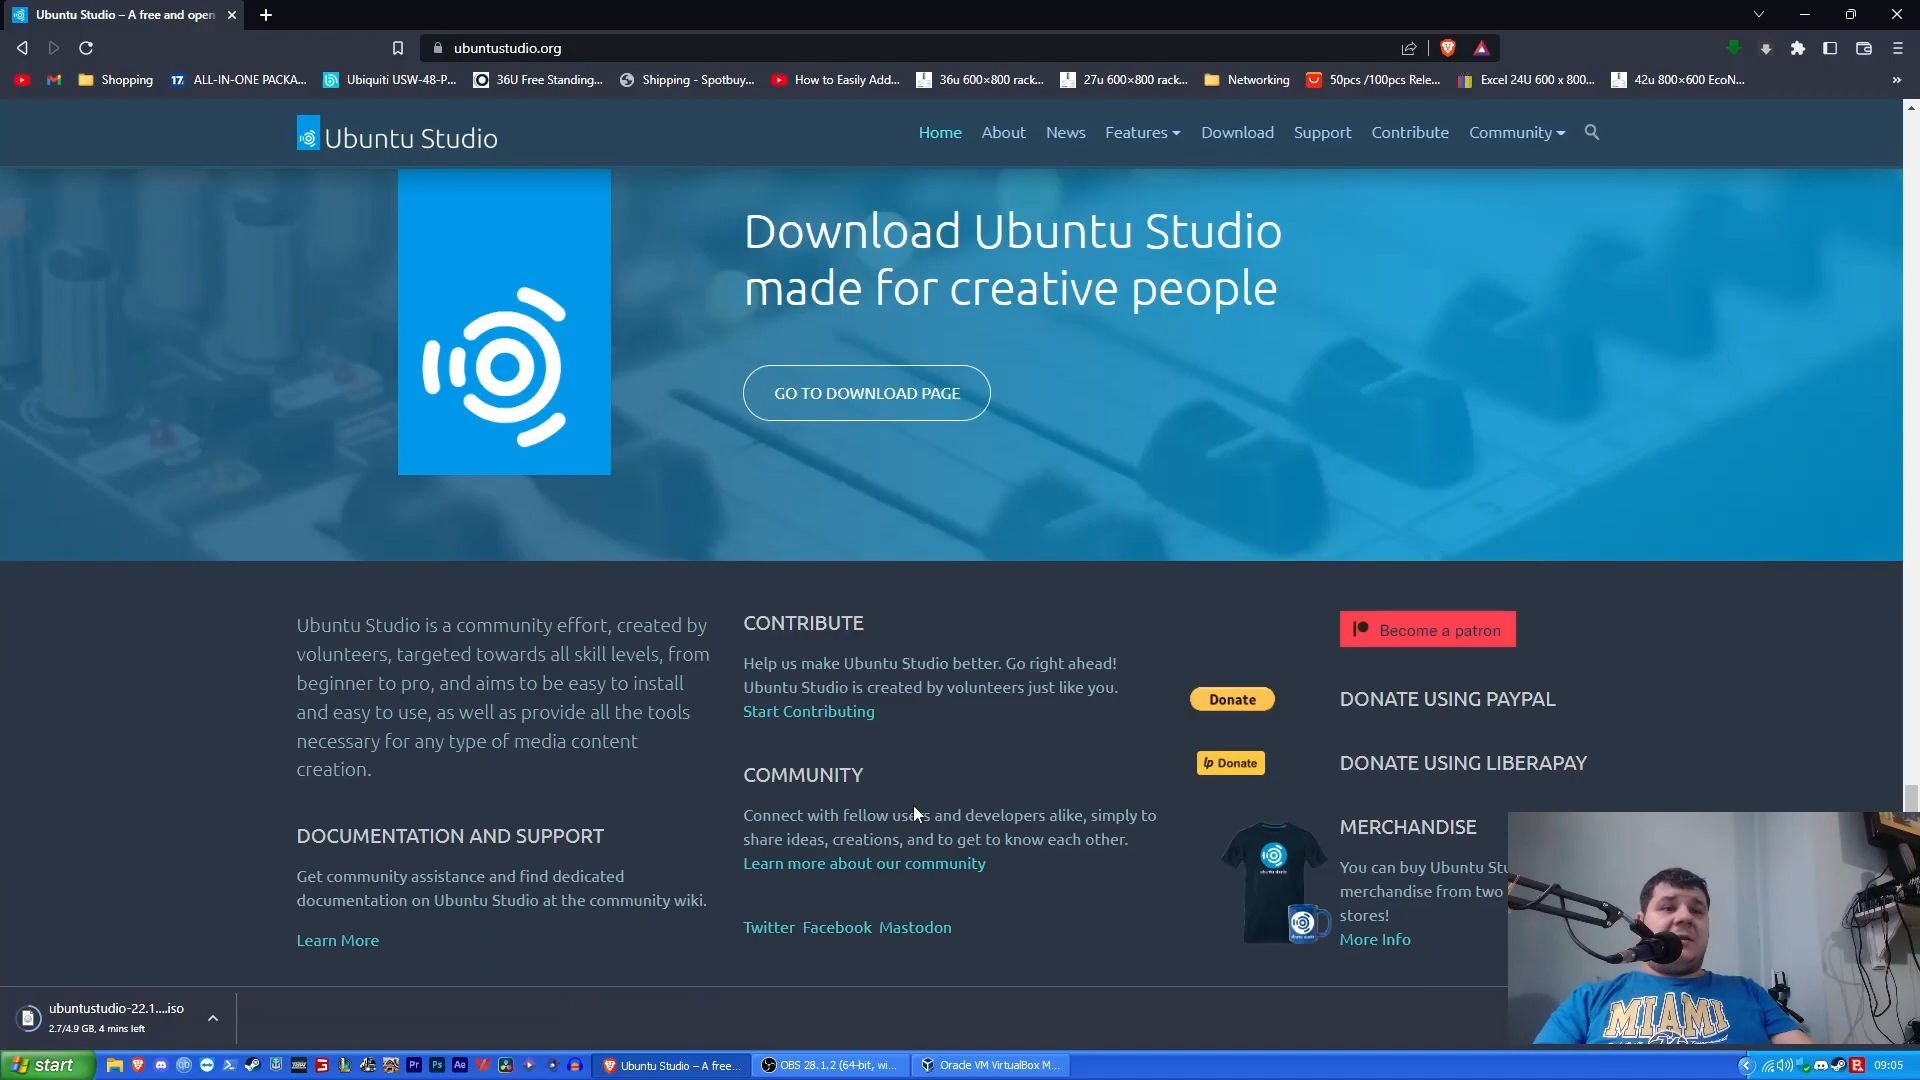 Ubuntu Studio – A free and open
ubuntustudio.org
Shopping
17
ALL-IN-ONE PACKA...
Ubiquiti USW-48-P...
36U Free Standing...
Shipping - Spotbuy...
How to Easily Add...
36u 600×800 rack...
27u 600×800 rack...
Networking
50pcs /100pcs Rele...
Excel 24U 600 x 800...
42u 800×600 EcoN...
Ubuntu Studio
Home
About
News
Features
Download
Support
Contribute
Community
Download Ubuntu Studio
made for creative people
GO TO DOWNLOAD PAGE
Ubuntu Studio is a community effort, created by
volunteers, targeted towards all skill levels, from
beginner to pro, and aims to be easy to install
and easy to use, as well as provide all the tools
necessary for any type of media content
creation.
DOCUMENTATION AND SUPPORT
Get community assistance and find dedicated
documentation on Ubuntu Studio at the community wiki.
Learn More
CONTRIBUTE
Help us make Ubuntu Studio better. Go right ahead!
Ubuntu Studio is created by volunteers just like you.
Start Contributing
COMMUNITY
Connect with fellow users and developers alike, simply to
share ideas, creations, and to get to know each other.
Learn more about our community
Twitter Facebook Mastodon
Become a patron
Donate
DONATE USING PAYPAL
lp Donate
DONATE USING LIBERAPAY
MERCHANDISE
You can buy Ubuntu Stu
merchandise from two
stores!
More Info
ubuntu studio
MIAMI
ubuntustudio-22.1....iso
2.7/4.9 GB, 4 mins left
start
Pr
Ps
Ae
Ubuntu Studio – A free...
OBS 28.1.2 (64-bit, wi...
Oracle VM VirtualBox M...
09:05